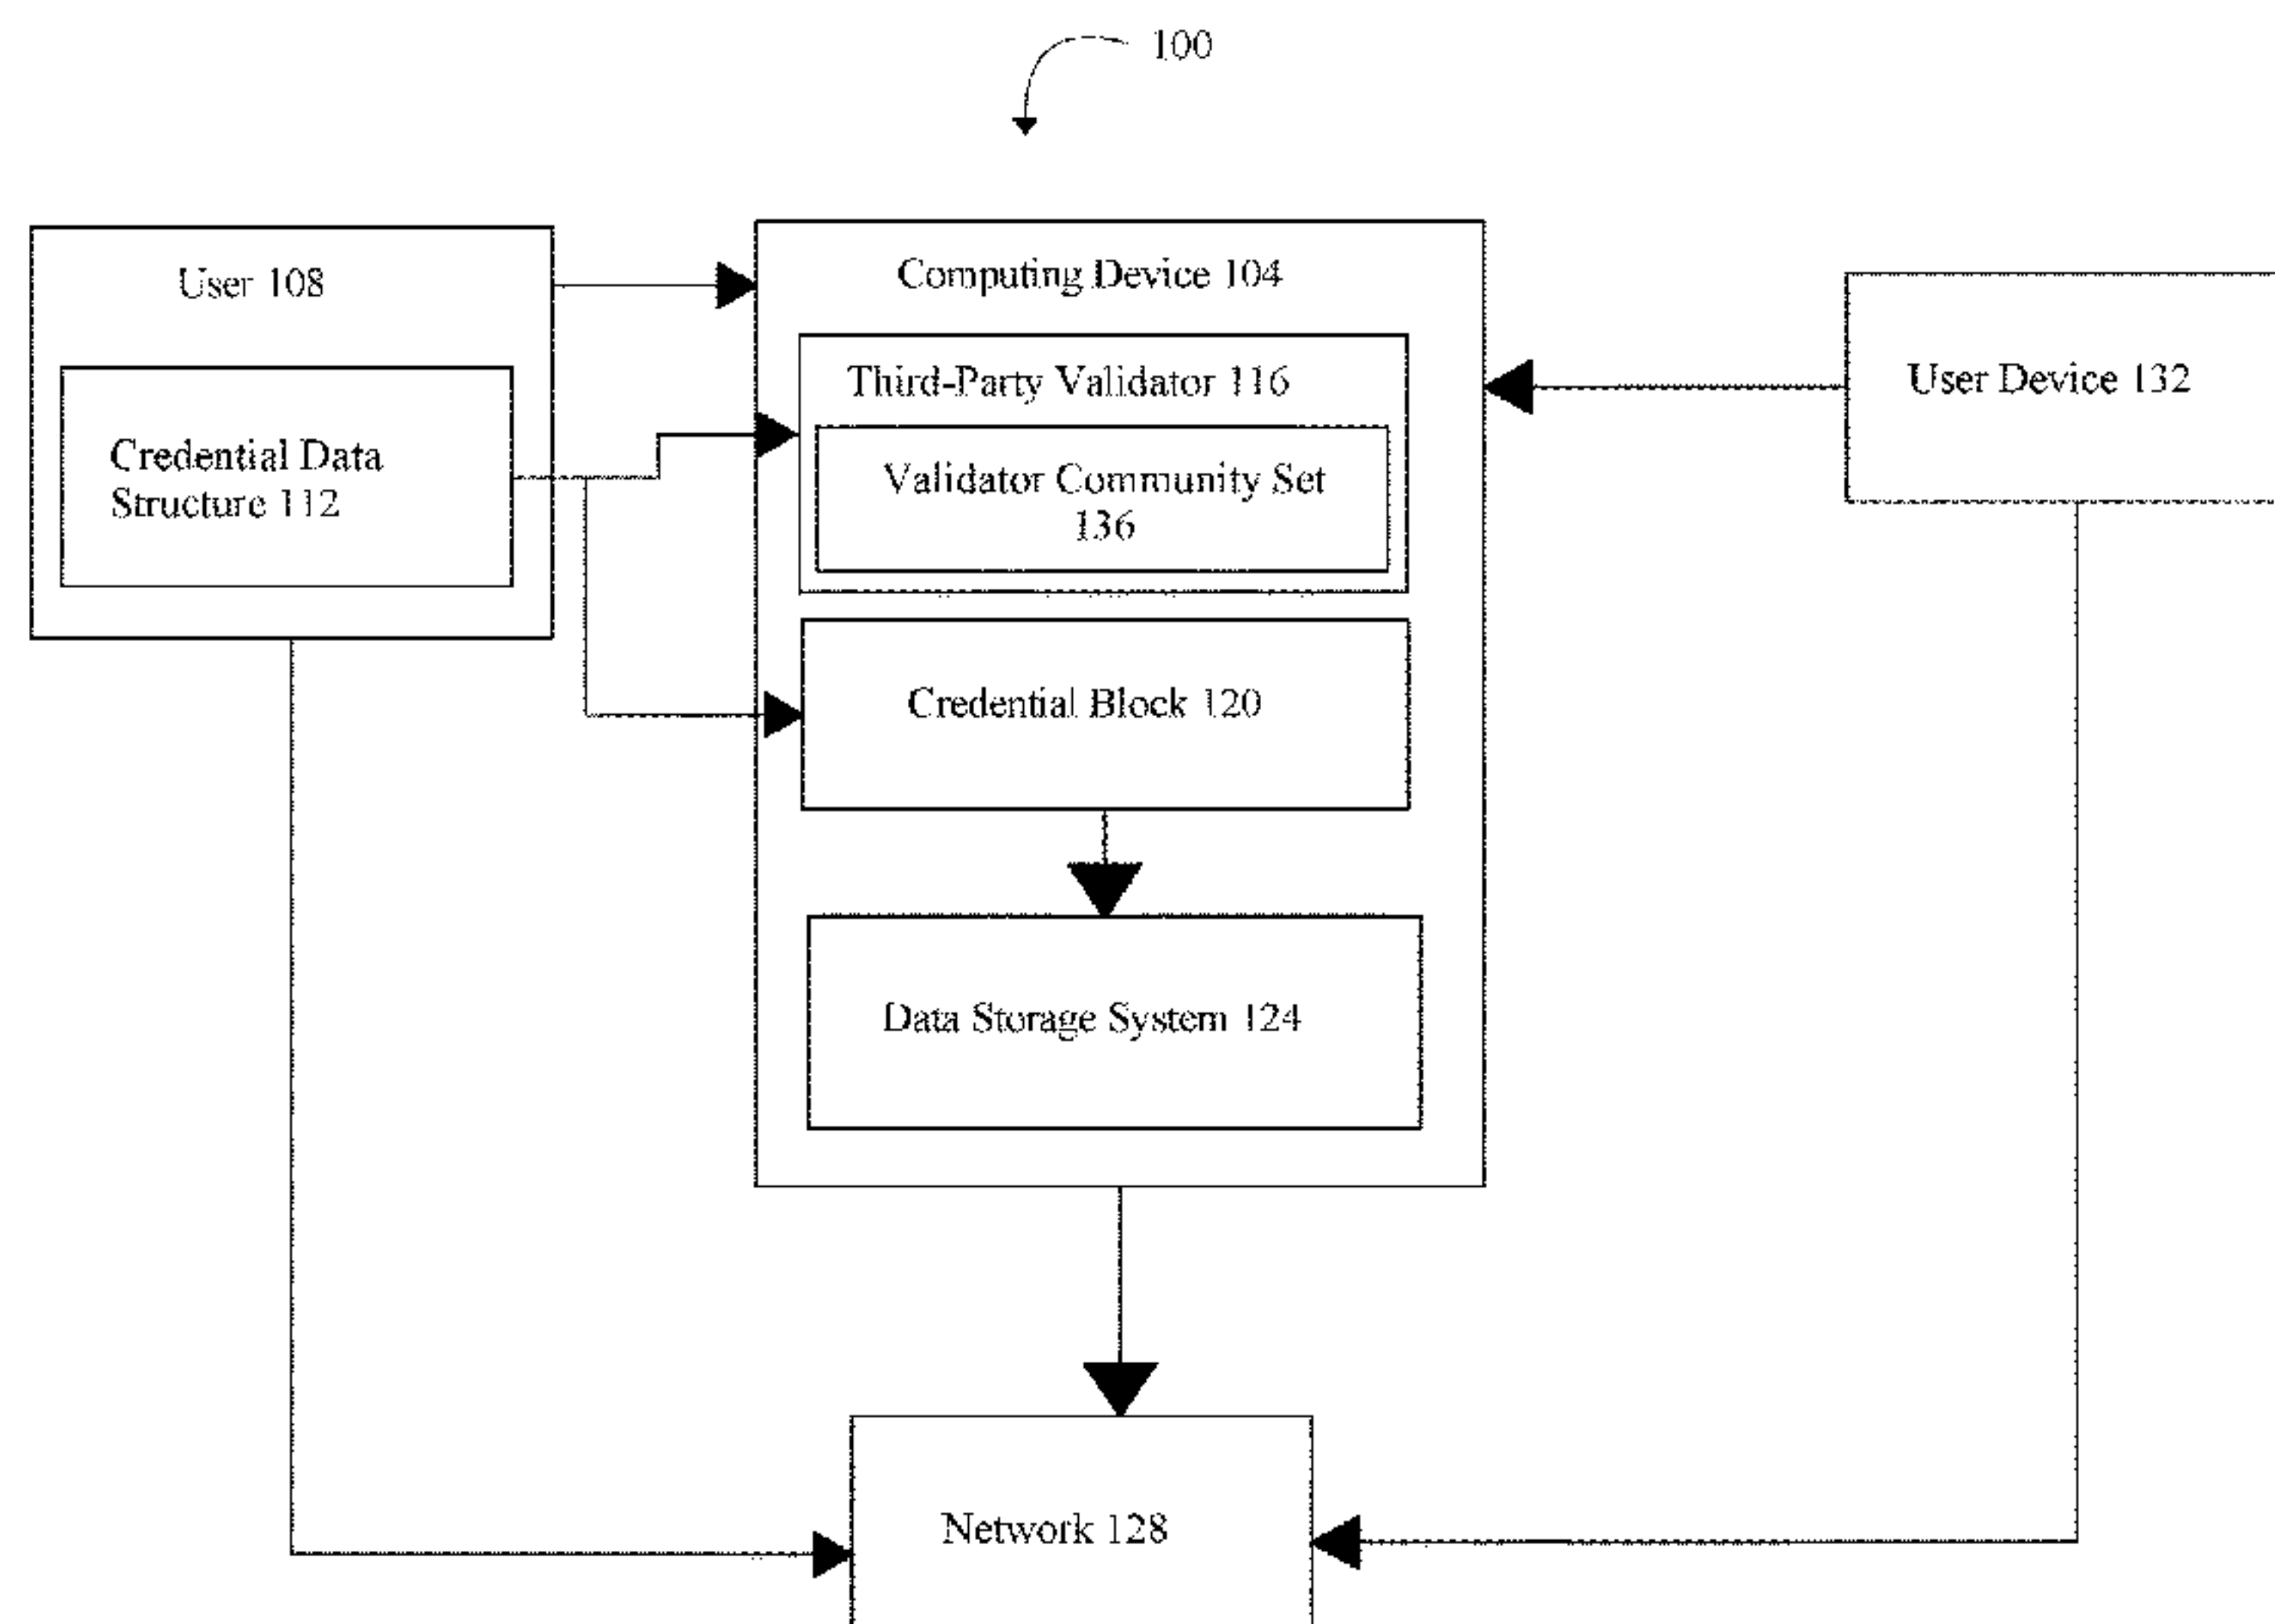 100
User 108
Credential Data
Structure 112
Computing Device 104
Third-Party Validator 116
Validator Community Set
136
Credential Block 120
Data Storage System 124
User Device 132
Network 128